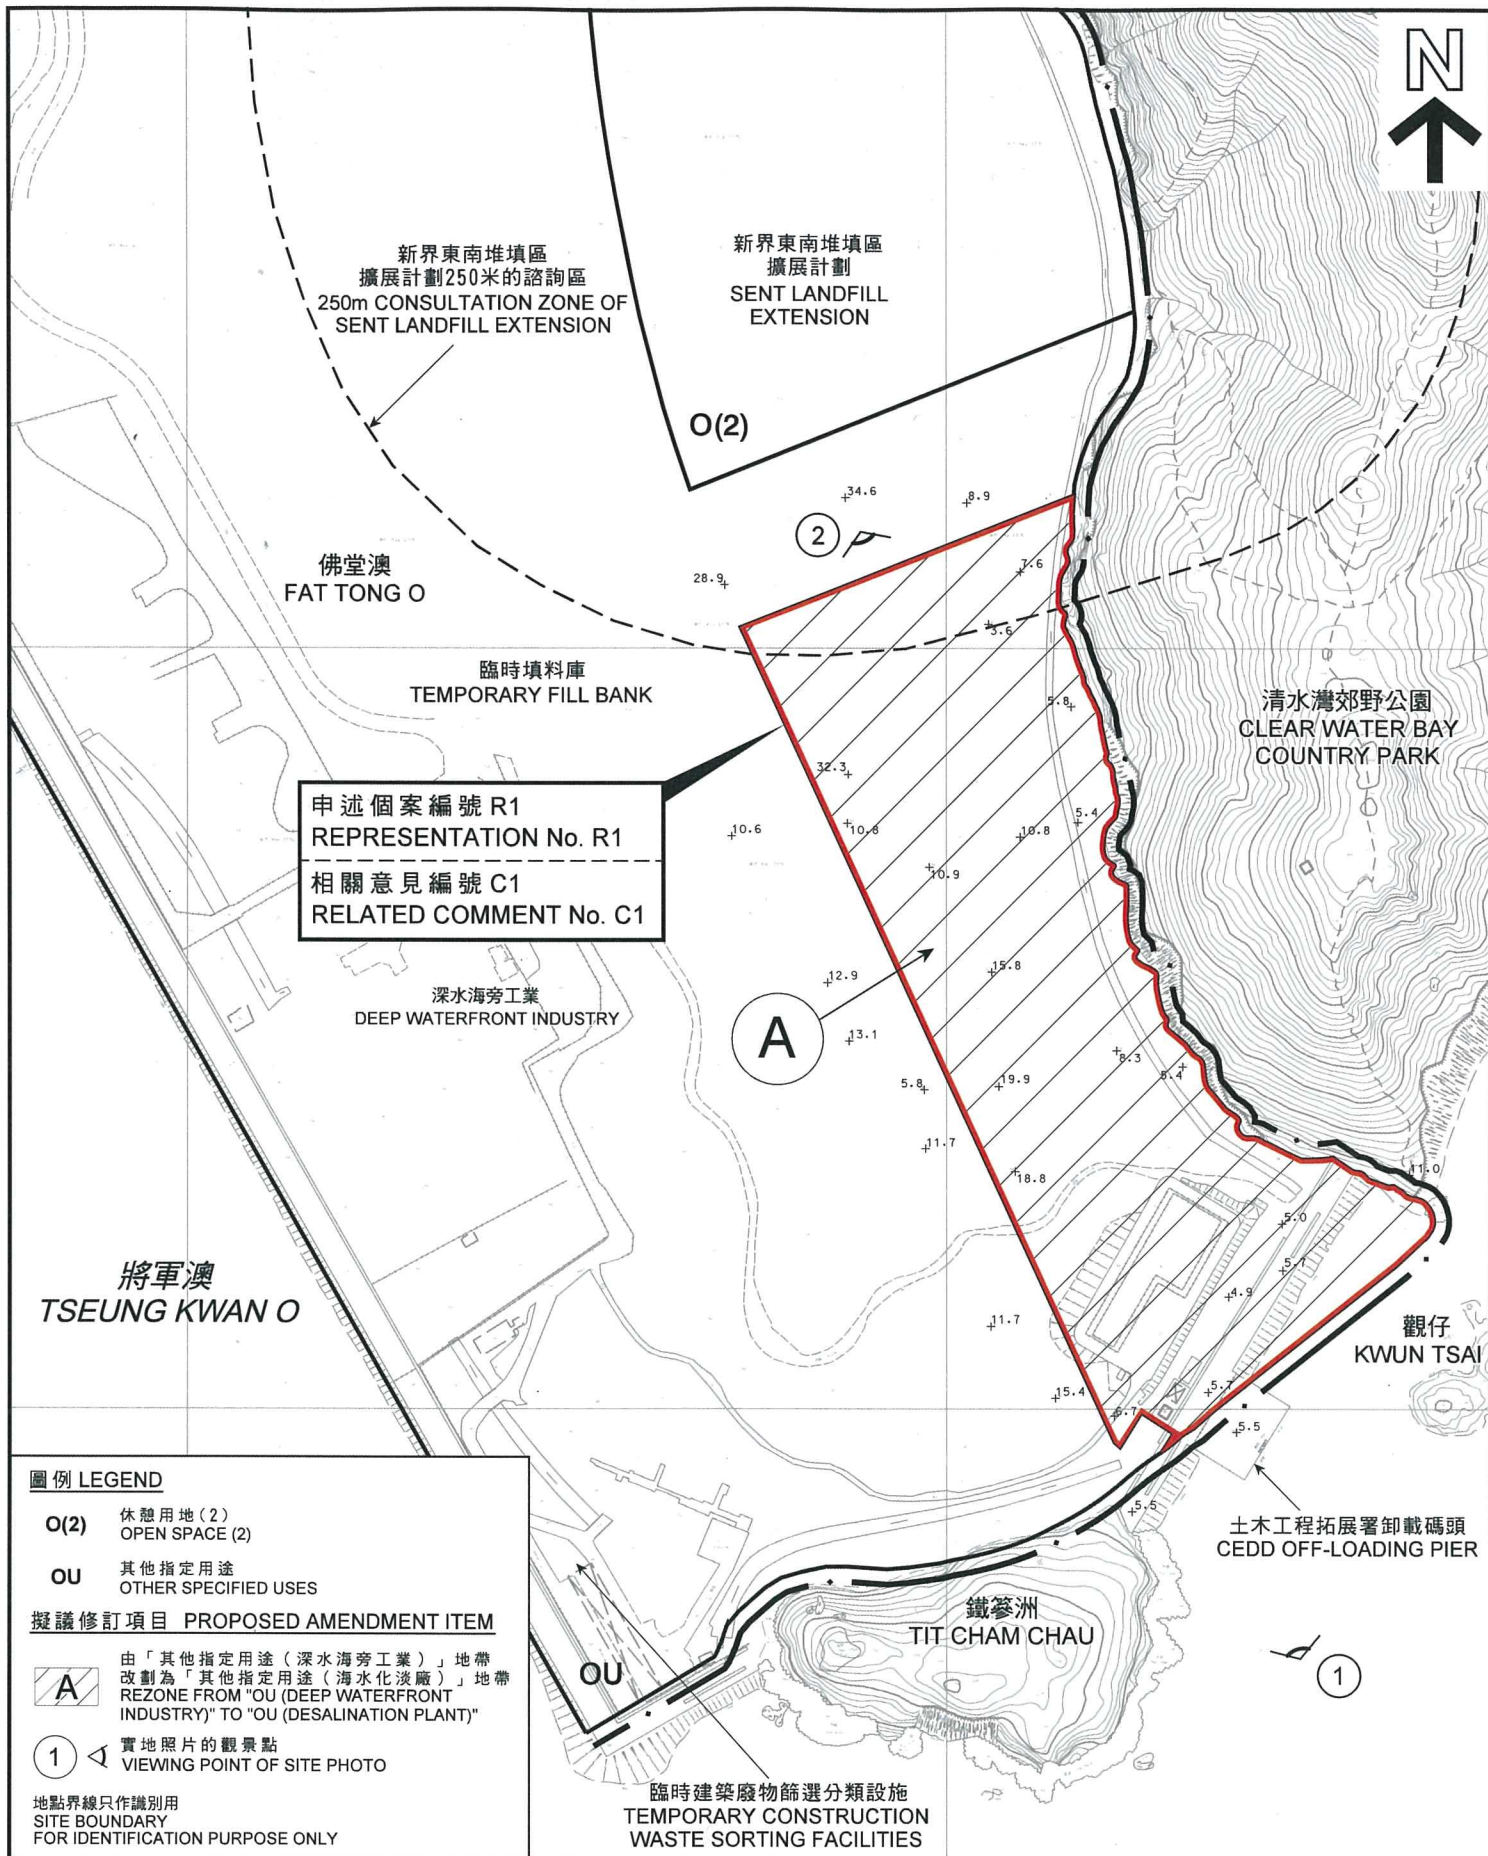 N
新界東南堆填區
擴展計劃250米的諮詢區
250m CONSULTATION ZONE OF
SENT LANDFILL EXTENSION
新界東南堆填區
擴展計劃
SENT LANDFILL
EXTENSION
O(2)
34.6
8.9
2
7.6
佛堂澳
FAT TONG O
28.9
3.6
臨時填料庫
TEMPORARY FILL BANK
5.8
清水灣郊野公園
CLEAR WATER BAY
COUNTRY PARK
32.3
申述個案編號 R1
REPRESENTATION No. R1
相關意見編號 C1
RELATED COMMENT No. C1
10.6
10.8
10.8
5.4
10.9
15.8
12.9
深水海旁工業
DEEP WATERFRONT INDUSTRY
A
13.1
8.3
5.4
5.8
19.9
11.7
18.8
11.0
5.0
5.7
4.9
將軍澳
TSEUNG KWAN O
11.7
觀仔
KWUN TSAI
15.4
6.7
5.7
5.5
5.5
土木工程拓展署卸載碼頭
CEDD OFF-LOADING PIER
鐵篸洲
TIT CHAM CHAU
OU
1
臨時建築廢物篩選分類設施
TEMPORARY CONSTRUCTION
WASTE SORTING FACILITIES
圖例 LEGEND
O(2) 休憩用地(2)
OPEN SPACE (2)
OU 其他指定用途
OTHER SPECIFIED USES
擬議修訂項目 PROPOSED AMENDMENT ITEM
A 由「其他指定用途(深水海旁工業)」地帶
改劃為「其他指定用途(海水化淡廠)」地帶
REZONE FROM "OU (DEEP WATERFRONT
INDUSTRY)" TO "OU (DESALINATION PLANT)"
1 實地照片的觀景點
VIEWING POINT OF SITE PHOTO
地點界線只作識別用
SITE BOUNDARY
FOR IDENTIFICATION PURPOSE ONLY